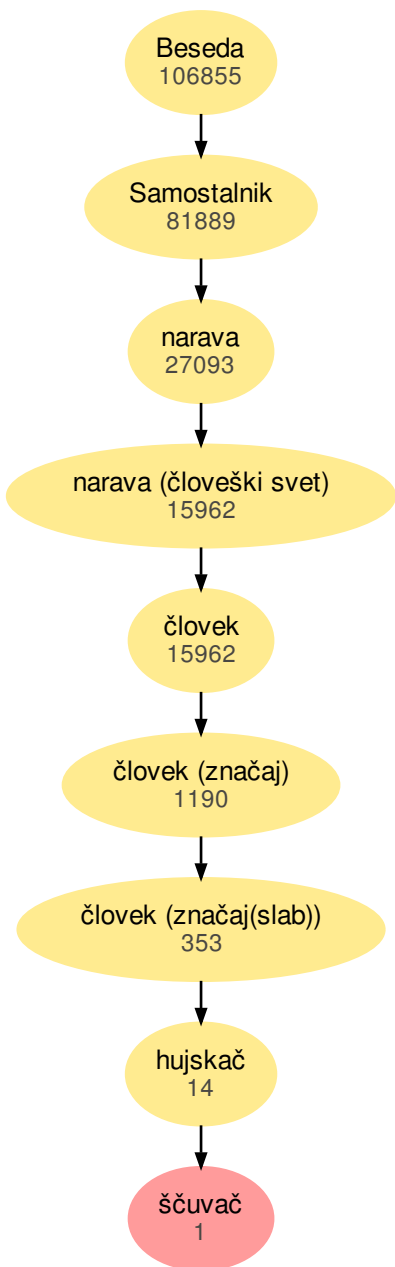 Beseda
106855
Samostalnik
81889
narava
27093
narava (človeški svet)
15962
človek
15962
človek (značaj)
1190
človek (značaj(slab))
353
hujskač
14
ščuvač
1